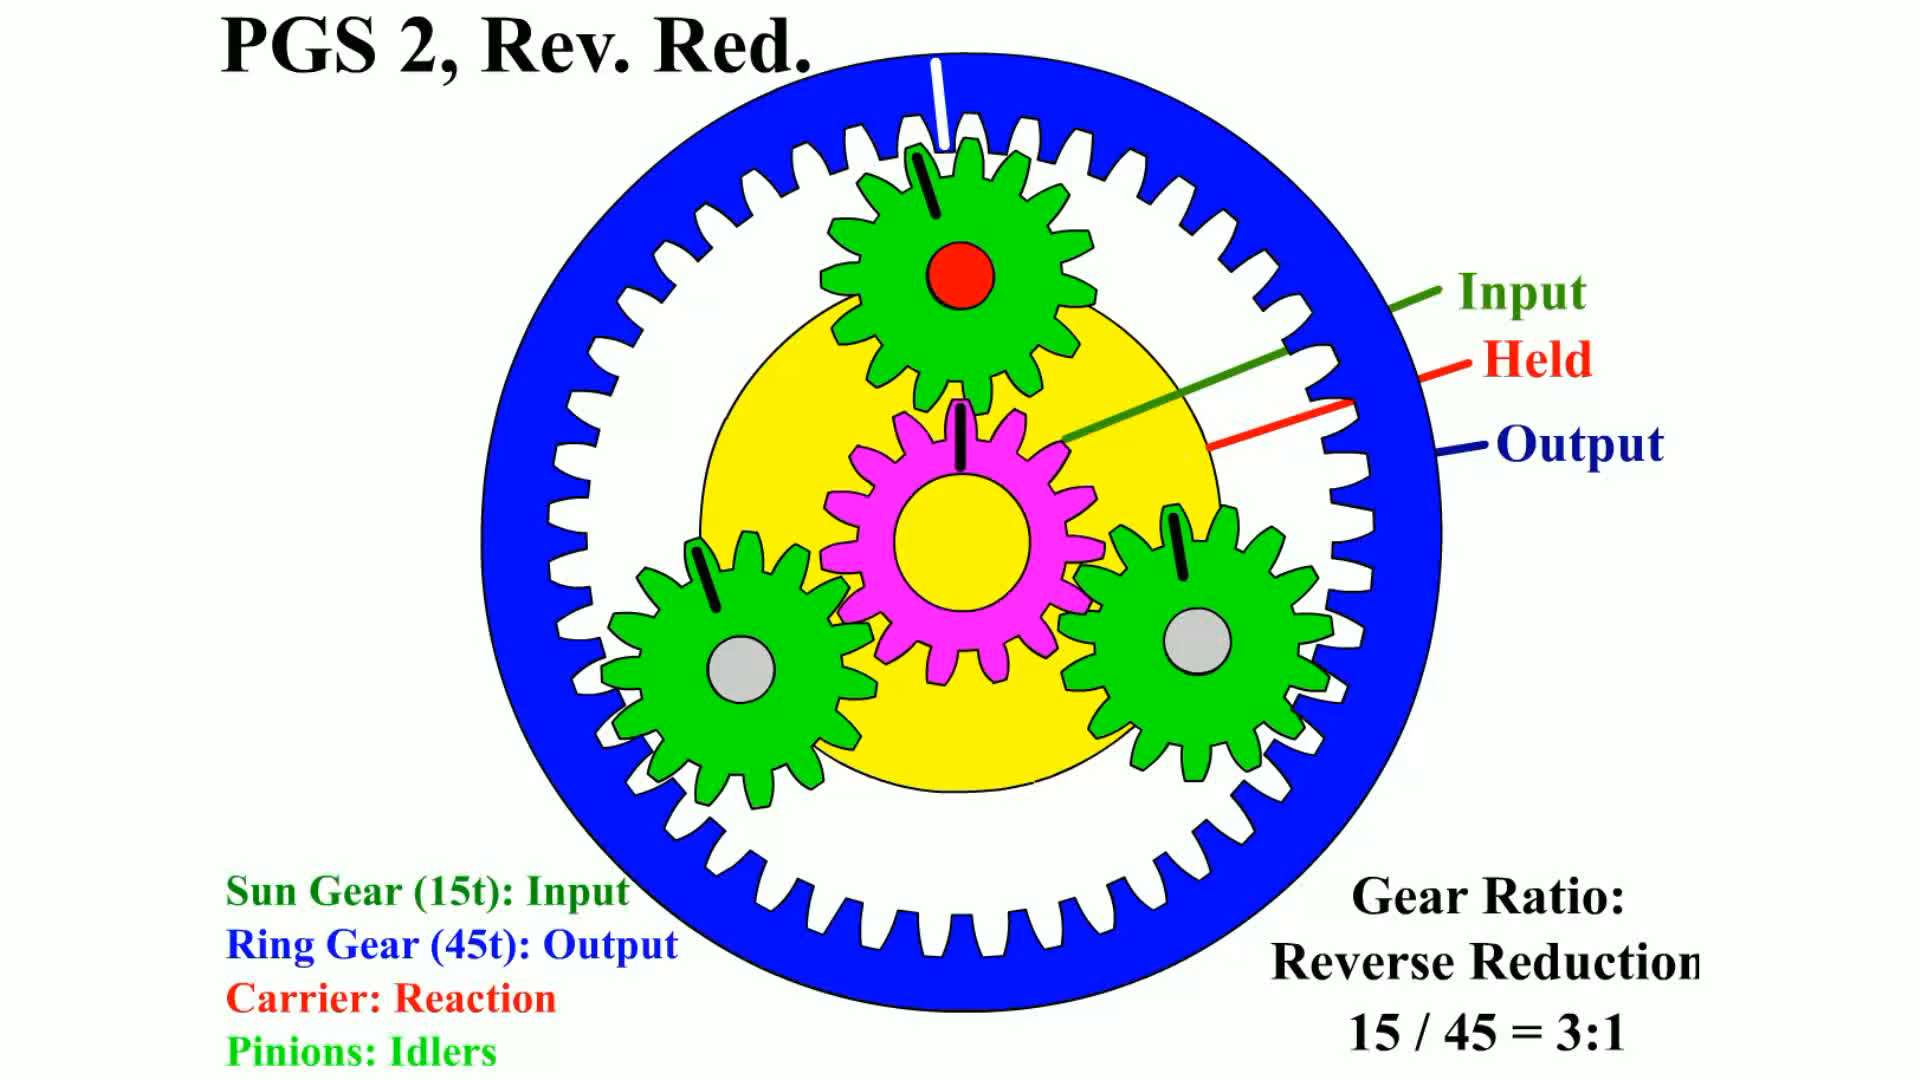 PGS 2, Rev. Red.
Input
Held
Output
Sun Gear (15t): Input
Ring Gear (45t): Output
Carrier: Reaction
Pinions: Idlers
Gear Ratio:
Reverse Reduction
15 / 45 = 3:1